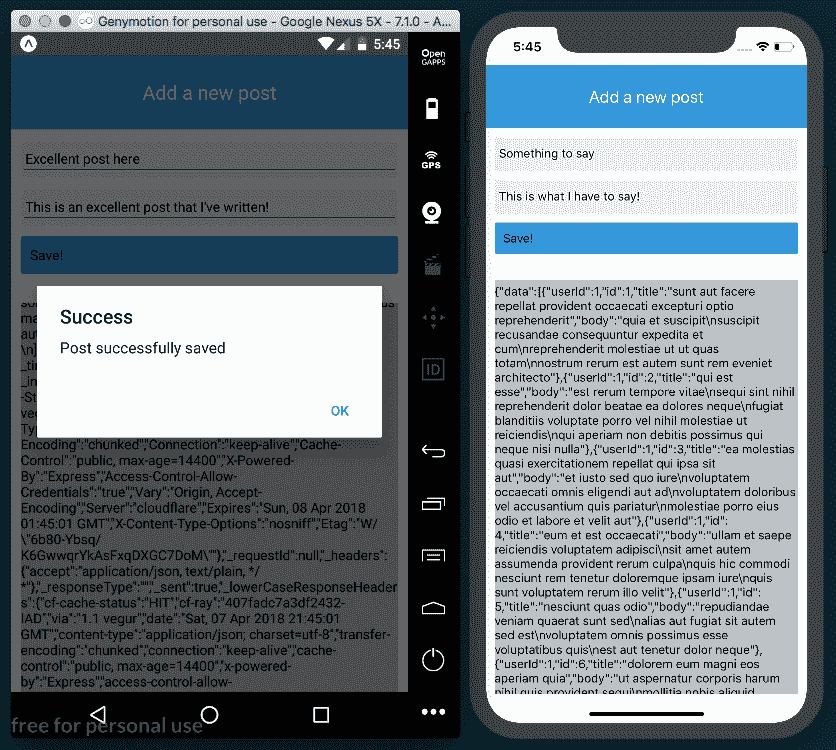 Genymotion for personal use - Google Nexus 5X - 7.1.0 - A...
5:45
Add a new post
Excellent post here
This is an excellent post that I've written!
Save!
Success
Post successfully saved
OK
Encoding":"chunked","Connection":"keep-alive","Cache-
Control":"public, max-age=14400","X-Powered-
By":"Express","Access-Control-Allow-
Credentials":"true","Vary":"Origin, Accept-
Encoding","Server":"cloudflare","Expires":"Sun, 08 Apr 2018
01:45:01 GMT","X-Content-Type-Options":"nosniff","Etag":"W/
\"6b80-Ybsq/
K6GwwqrYkAsFxqDXGC7DoM\""},"_requestId":null,"_headers":
{"accept":"application/json, text/plain, */
*"},"_responseType":"","_sent":true,"_lowerCaseResponseHeader
s":{"cf-cache-status":"HIT","cf-ray":"407fadc7a3df2432-
IAD","via":"1.1 vegur","date":"Sat, 07 Apr 2018 21:45:01
GMT","content-type":"application/json; charset=utf-8","transfer-
encoding":"chunked","connection":"keep-alive","cache-
control":"public, max-age=14400","x-powered-
by":"Express","access-control-allow-
free for personal use
Open
GAPPS
GPS
ID
5:45
Add a new post
Something to say
This is what I have to say!
Save!
{"data":[{"userId":1,"id":1,"title":"sunt aut facere
repellat provident occaecati excepturi optio
reprehenderit","body":"quia et suscipit\nsuscipit
recusandae consequuntur expedita et
cum\nreprehenderit molestiae ut ut quas
totam\nnostrum rerum est autem sunt rem eveniet
architecto"},{"userId":1,"id":2,"title":"qui est
esse","body":"est rerum tempore vitae\nsequi sint nihil
reprehenderit dolor beatae ea dolores neque\nfugiat
blanditiis voluptate porro vel nihil molestiae ut
reiciendis\nqui aperiam non debitis possimus qui
neque nisi nulla"},{"userId":1,"id":3,"title":"ea molestias
quasi exercitationem repellat qui ipsa sit
aut","body":"et iusto sed quo iure\nvoluptatem
occaecati omnis eligendi aut ad\nvoluptatem doloribus
vel accusantium quis pariatur\nmolestiae porro eius
odio et labore et velit aut"},{"userId":1,"id":
4,"title":"eum et est occaecati","body":"ullam et saepe
reiciendis voluptatem adipisci\nsit amet autem
assumenda provident rerum culpa\nquis hic commodi
nesciunt rem tenetur doloremque ipsam iure\nquis
sunt voluptatem rerum illo velit"},{"userId":1,"id":
5,"title":"nesciunt quas odio","body":"repudiandae
veniam quaerat sunt sed\nalias aut fugiat sit autem
sed est\nvoluptatem omnis possimus esse
voluptatibus quis\nest aut tenetur dolor neque"},
{"userId":1,"id":6,"title":"dolorem eum magni eos
aperiam quia","body":"ut aspernatur corporis harum
nihil quis provident sequi\nmollitia nobis aliquid